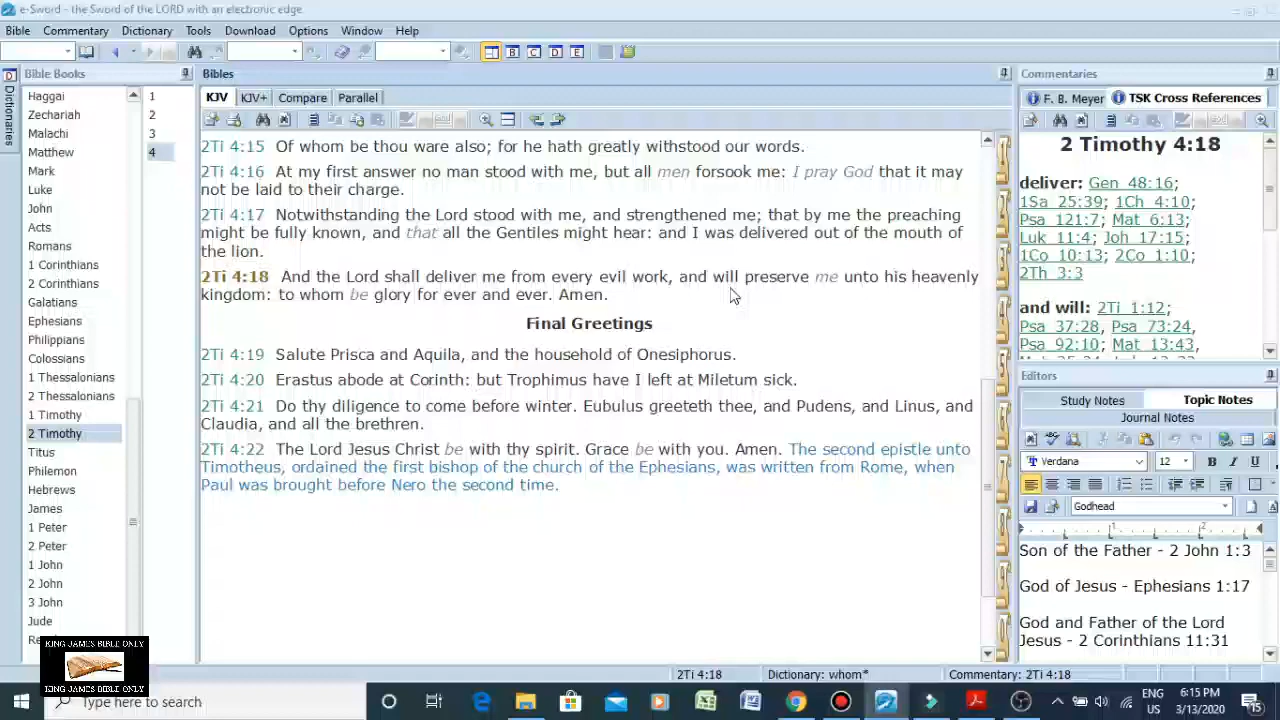 e-Sword - the Sword of the LORD with an electronic edge
Bible Commentary Dictionary Tools Download Options Window Help
B C D E
D Dictionaries
Bible Books
Haggai
Zechariah
Malachi
Matthew
Mark
Luke
John
Acts
Romans
1 Corinthians
2 Corinthians
Galatians
Ephesians
Philippians
Colossians
1 Thessalonians
2 Thessalonians
1 Timothy
2 Timothy
Titus
Philemon
Hebrews
James
1 Peter
2 Peter
1 John
2 John
3 John
Jude
Re
1
2
3
4
Bibles
KJV KJV+ Compare Parallel
2Ti 4:15 Of whom be thou ware also; for he hath greatly withstood our words.
2Ti 4:16 At my first answer no man stood with me, but all men forsook me: I pray God that it may
not be laid to their charge.
2Ti 4:17 Notwithstanding the Lord stood with me, and strengthened me; that by me the preaching
might be fully known, and that all the Gentiles might hear: and I was delivered out of the mouth of
the lion.
2Ti 4:18 And the Lord shall deliver me from every evil work, and will preserve me unto his heavenly
kingdom: to whom be glory for ever and ever. Amen.
Final Greetings
2Ti 4:19 Salute Prisca and Aquila, and the household of Onesiphorus.
2Ti 4:20 Erastus abode at Corinth: but Trophimus have I left at Miletum sick.
2Ti 4:21 Do thy diligence to come before winter. Eubulus greeteth thee, and Pudens, and Linus, and
Claudia, and all the brethren.
2Ti 4:22 The Lord Jesus Christ be with thy spirit. Grace be with you. Amen. The second epistle unto
Timotheus, ordained the first bishop of the church of the Ephesians, was written from Rome, when
Paul was brought before Nero the second time.
Commentaries
F. B. Meyer TSK Cross References
2 Timothy 4:18
deliver: Gen 48:16;
1Sa 25:39; 1Ch 4:10;
Psa 121:7; Mat 6:13;
Luk 11:4; Joh 17:15;
1Co 10:13; 2Co 1:10;
2Th 3:3
and will: 2Ti 1:12;
Psa 37:28; Psa 73:24,
Psa 92:10; Mat 13:43,
Editors
Study Notes Topic Notes
Journal Notes
Verdana 12 B I U
Godhead
1 2
Son of the Father - 2 John 1:3
God of Jesus - Ephesians 1:17
God and Father of the Lord
Jesus - 2 Corinthians 11:31
2Ti 4:18 Dictionary: whom* Commentary: 2Ti 4:18
KING JAMES BIBLE ONLY
KING JAMES BIBLE ONLY
Type here to search
ENG
US
6:15 PM
3/13/2020
15